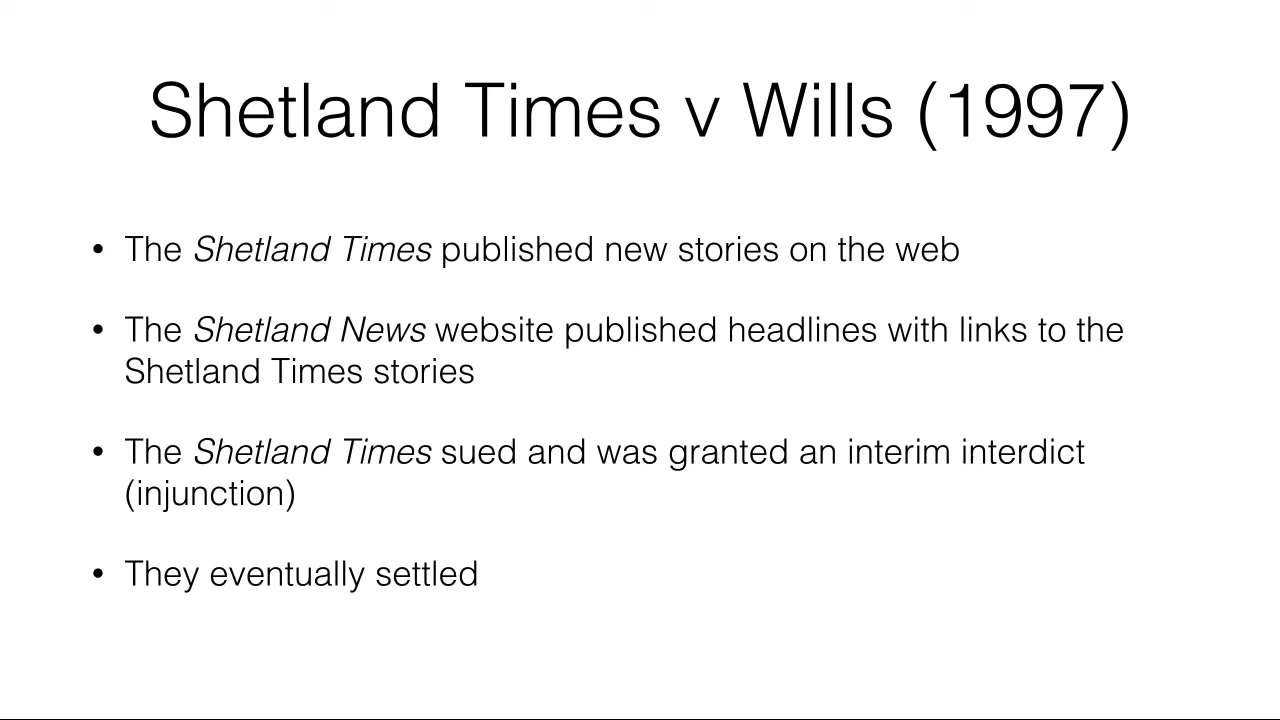 Shetland Times v Wills (1997)
• The Shetland Times published new stories on the web
• The Shetland News website published headlines with links to the
Shetland Times stories
• The Shetland Times sued and was granted an interim interdict
(injunction)
• They eventually settled